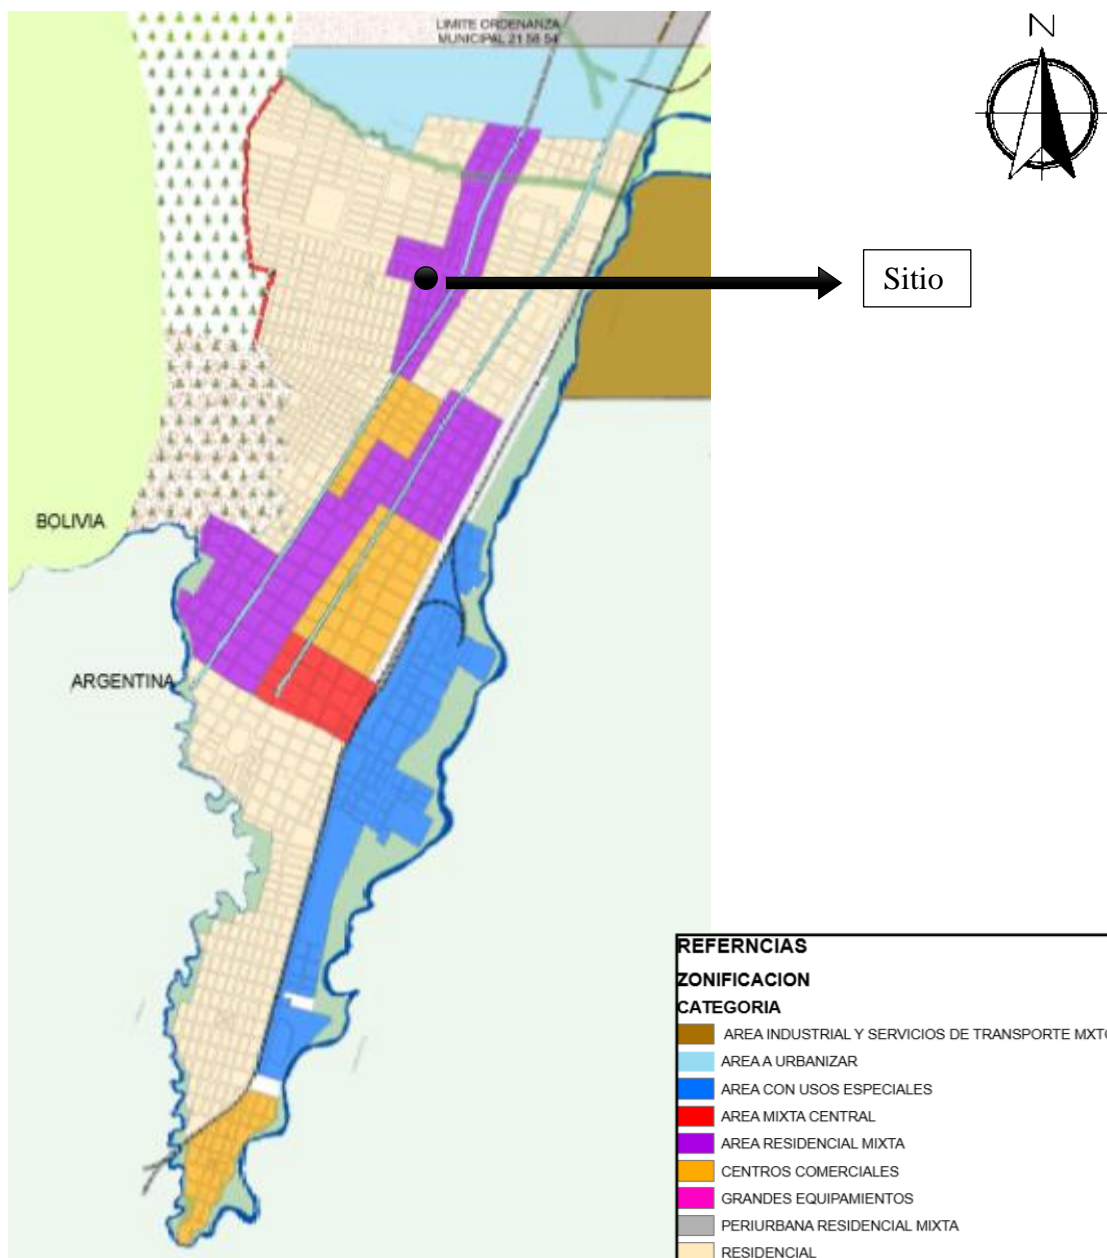 LIMITE ORDENANZA
MUNICIPAL 21 58 54
N
Sitio
BOLIVIA
ARGENTINA
REFERNCIAS
ZONIFICACION
CATEGORIA
AREA INDUSTRIAL Y SERVICIOS DE TRANSPORTE MXTO
AREA A URBANIZAR
AREA CON USOS ESPECIALES
AREA MIXTA CENTRAL
AREA RESIDENCIAL MIXTA
CENTROS COMERCIALES
GRANDES EQUIPAMIENTOS
PERIURBANA RESIDENCIAL MIXTA
RESIDENCIAL